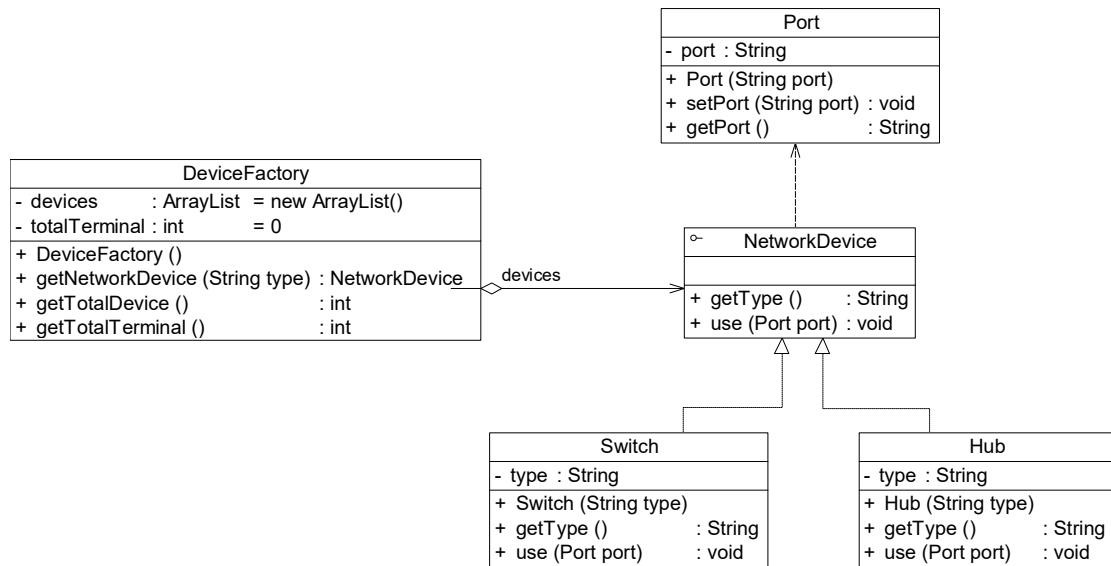 Port
- port : String
+ Port (String port)
+ setPort (String port) : void
+ getPort () : String
DeviceFactory
- devices : ArrayList = new ArrayList()
- totalTerminal : int = 0
+ DeviceFactory ()
+ getNetworkDevice (String type) : NetworkDevice
+ getTotalDevice () : int
+ getTotalTerminal () : int
devices
NetworkDevice
+ getType () : String
+ use (Port port) : void
Switch
- type : String
+ Switch (String type)
+ getType () : String
+ use (Port port) : void
Hub
- type : String
+ Hub (String type)
+ getType () : String
+ use (Port port) : void